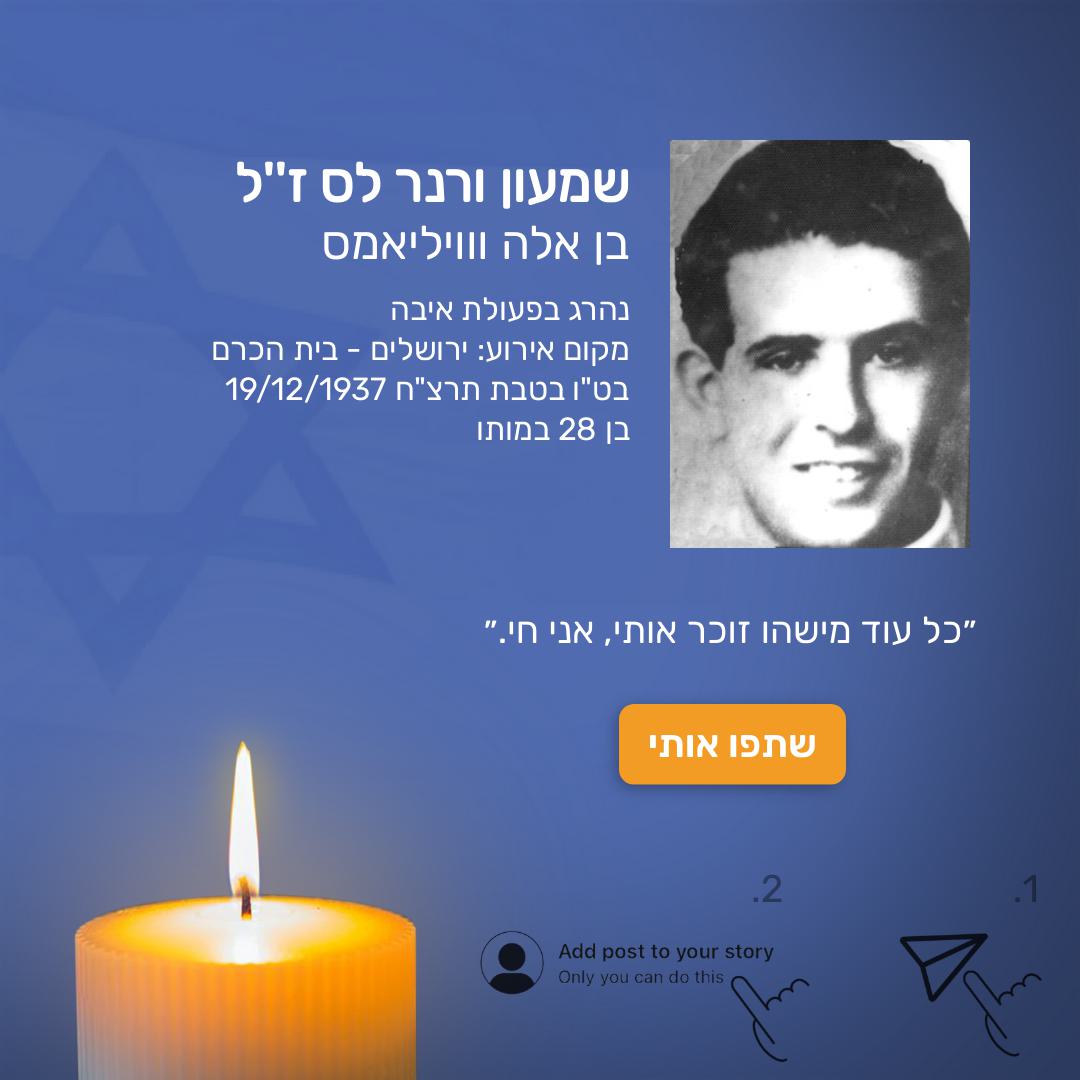 שמעון ורנר לס ז"ל
בן אלה ווויליאמס
נהרג בפעולת איבה
מקום אירוע: ירושלים - בית הכרם
בט"ו בטבת תרצ"ח 19/12/1937
בן 28 במותו
"כל עוד מישהו זוכר אותי, אני חי."
שתפו אותי
1.
2.
Add post to your story
Only you can do this